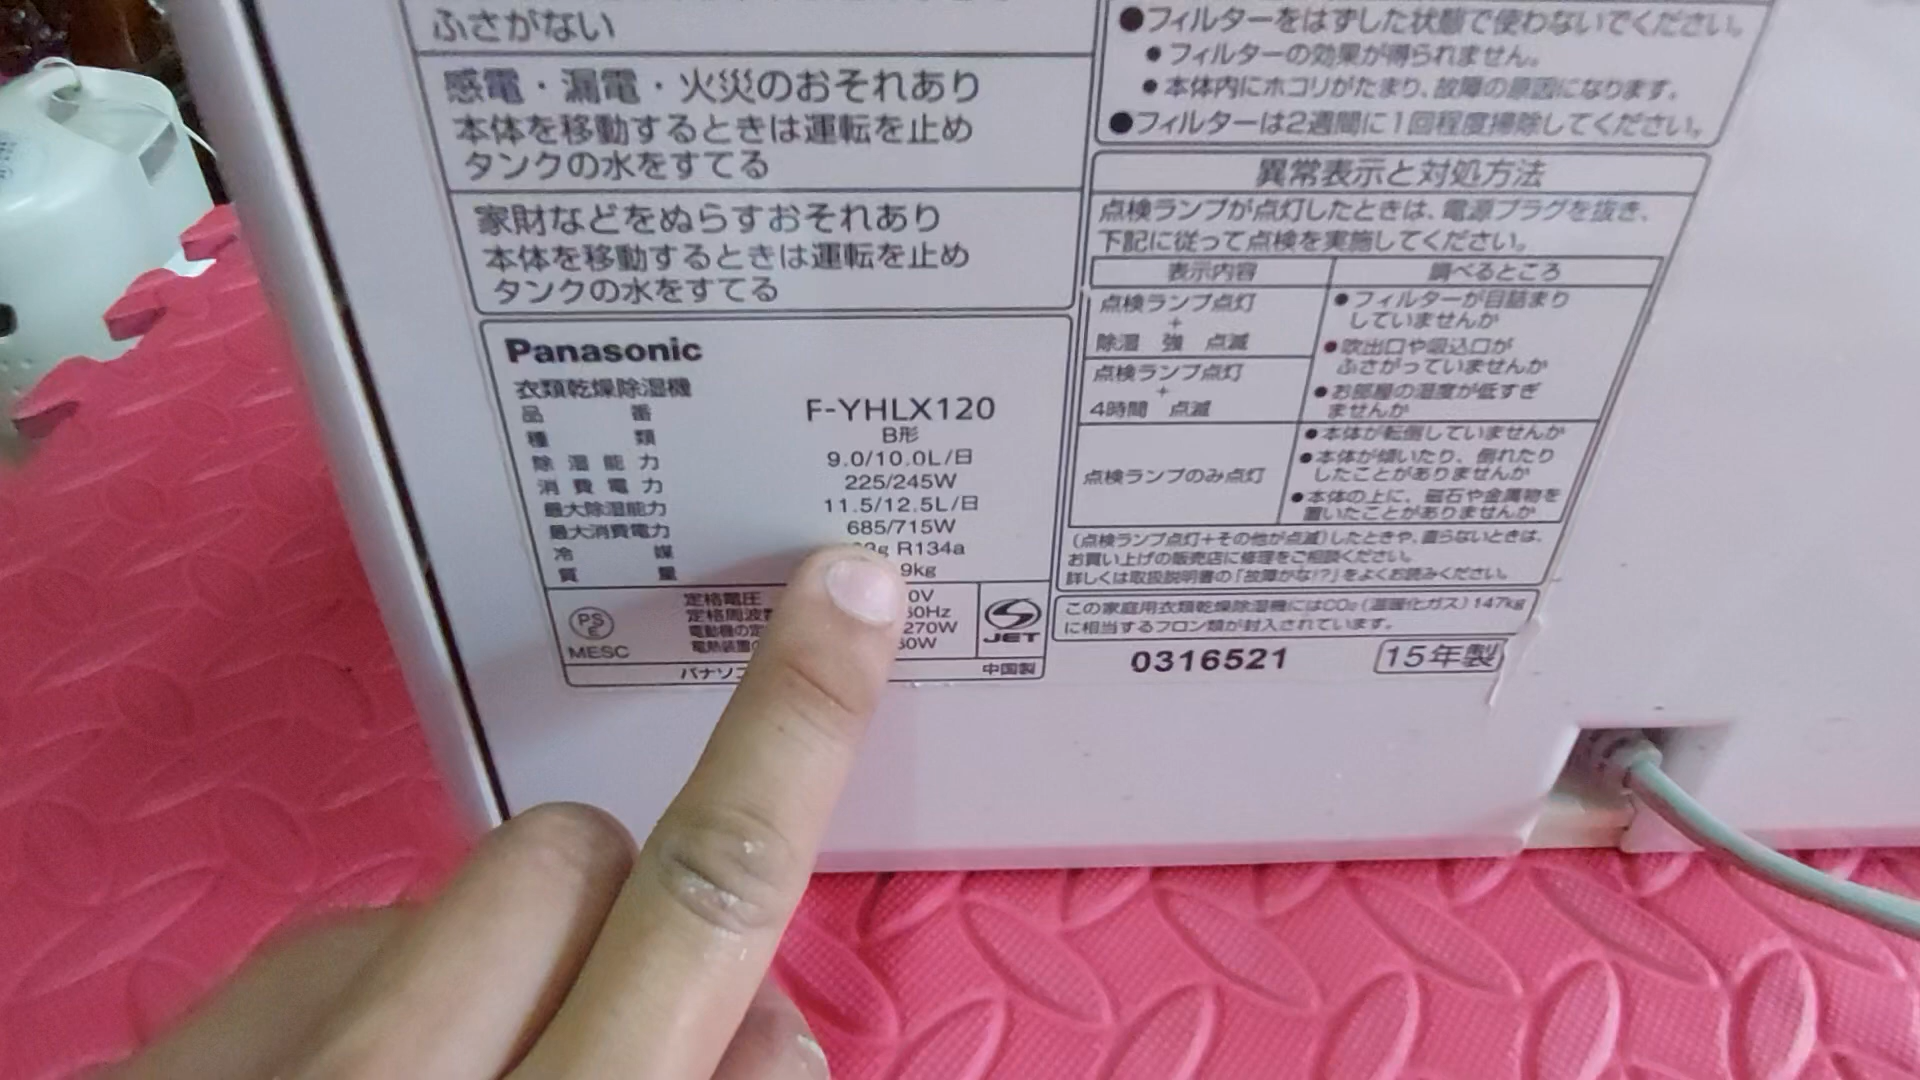 ふさがない
感電・漏電・火災のおそれあり
本体を移動するときは運転を止め
タンクの水をすてる
家財などをぬらすおそれあり
本体を移動するときは運転を止め
タンクの水をすてる
Panasonic
衣類乾燥除湿機
品番 F-YHLX120
種類 B形
除湿能力 9.0/10.0L/日
消費電力 225/245W
最大除湿能力 11.5/12.5L/日
最大消費電力 685/715W
冷媒 R134a
質量 9kg
定格電圧 0V
定格周波数 60Hz
電動機の定 270W
電熱装置の 60W
PS
E
MESC
JET
パナソニ
中国製
●フィルターをはずした状態で使わないでください。
●フィルターの効果が得られません。
●本体内にホコリがたまり、故障の原因になります。
●フィルターは2週間に1回程度掃除してください。
異常表示と対処方法
点検ランプが点灯したときは、電源プラグを抜き、
下記に従って点検を実施してください。
表示内容 調べるところ
点検ランプ点灯
+
除湿 強 点滅
点検ランプ点灯
+
4時間 点滅
●フィルターが目詰まり
していませんか
●吹出口や吸込口が
ふさがっていませんか
●お部屋の温度が低すぎ
ませんか
点検ランプのみ点灯
●本体が転倒していませんか
●本体が傾いたり、倒れたり
したことがありませんか
●本体の上に、磁石や金属物を
置いたことがありませんか
(点検ランプ点灯+その他が点滅)したときや、直らないときは、
お買い上げの販売店に修理をご相談ください。
詳しくは取扱説明書の「故障かな!?」をよくお読みください。
この家庭用衣類乾燥除湿機にはCO₂(温暖化ガス)147kg
に相当するフロン類が封入されています。
0316521
15年製